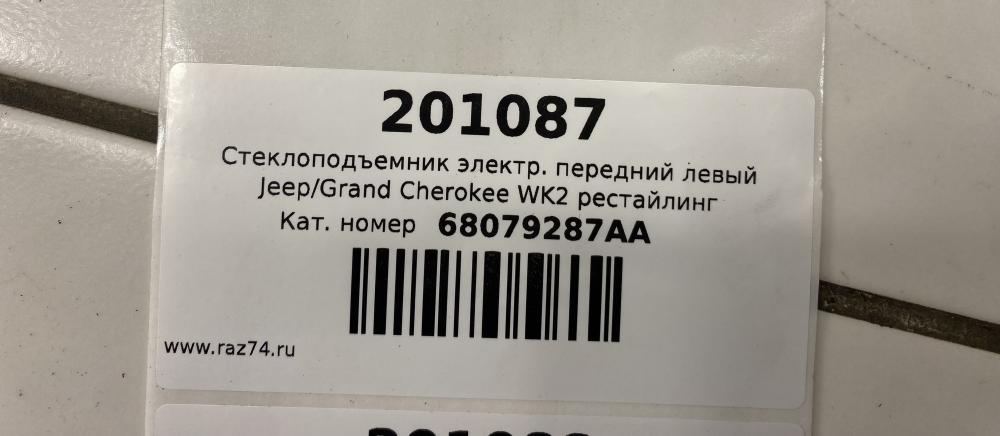 201087
Стеклоподъемник электр. передний левый
Jeep/Grand Cherokee WK2 рестайлинг
Кат. номер 68079287AA
www.raz74.ru